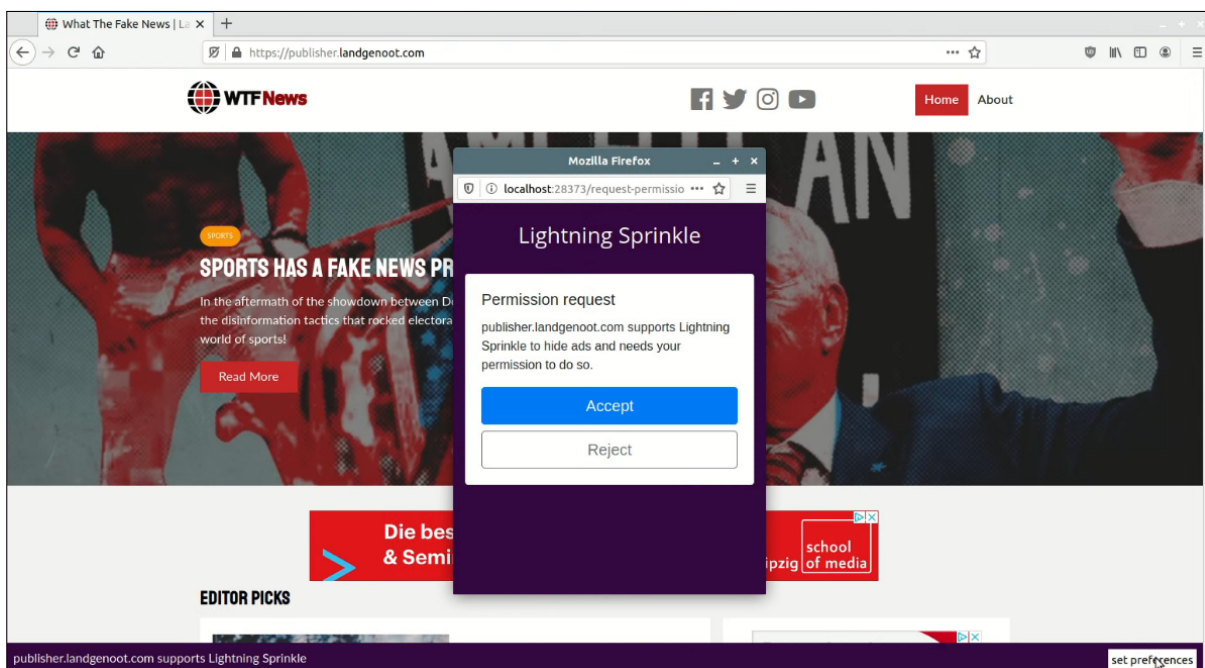 What The Fake News | La
https://publisher.landgenoot.com
WTFNews
Home About
AN
Mozilla Firefox
localhost:28373/request-permissio
Lightning Sprinkle
Permission request
publisher.landgenoot.com supports Lightning
Sprinkle to hide ads and needs your
permission to do so.
Accept
Reject
SPORTS
SPORTS HAS A FAKE NEWS PR
In the aftermath of the showdown between D
the disinformation tactics that rocked electora
world of sports!
Read More
Die bes
& Semi
school
ipzig of media
EDITOR PICKS
publisher.landgenoot.com supports Lightning Sprinkle
set preferences